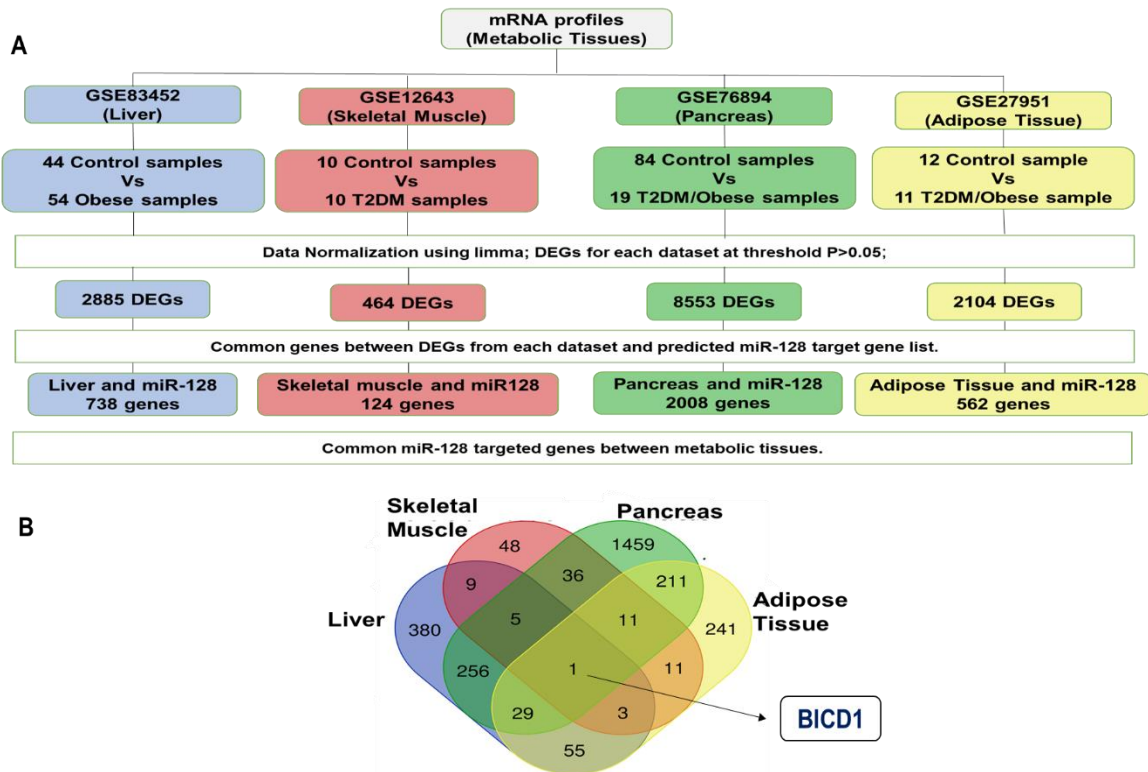 A
mRNA profiles
(Metabolic Tissues)
GSE83452
(Liver)
GSE12643
(Skeletal Muscle)
GSE76894
(Pancreas)
GSE27951
(Adipose Tissue)
44 Control samples
Vs
54 Obese samples
10 Control samples
Vs
10 T2DM samples
84 Control samples
Vs
19 T2DM/Obese samples
12 Control sample
Vs
11 T2DM/Obese sample
Data Normalization using limma; DEGs for each dataset at threshold P>0.05;
2885 DEGs
464 DEGs
8553 DEGs
2104 DEGs
Common genes between DEGs from each dataset and predicted miR-128 target gene list.
Liver and miR-128
738 genes
Skeletal muscle and miR128
124 genes
Pancreas and miR-128
2008 genes
Adipose Tissue and miR-128
562 genes
Common miR-128 targeted genes between metabolic tissues.
B
Skeletal
Muscle
Pancreas
Liver
Adipose
Tissue
48
1459
9
36
211
380
5
11
241
256
1
11
29
3
55
BICD1